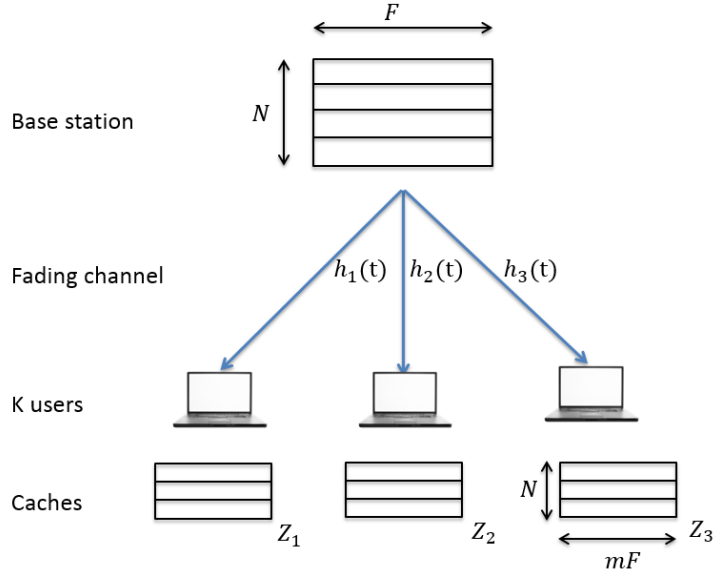 F
Base station
N
Fading channel
h₁(t)
h₂(t)
h₃(t)
K users
Caches
N
Z₁
Z₂
Z₃
mF